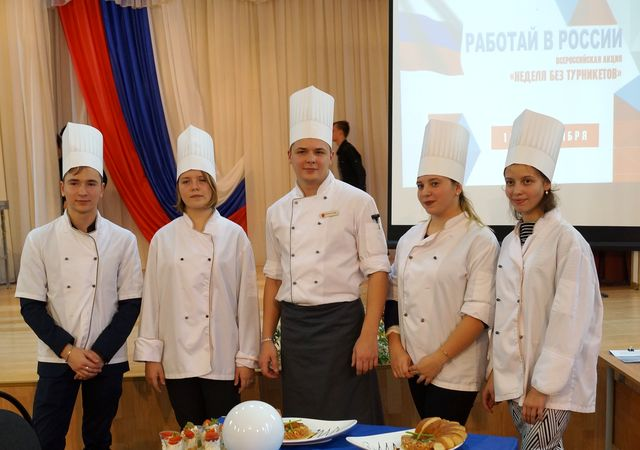 РАБОТАЙ В РОССИИ
ВСЕРОССИЙСКАЯ АКЦИЯ
«НЕДЕЛЯ БЕЗ ТУРНИКЕТОВ»